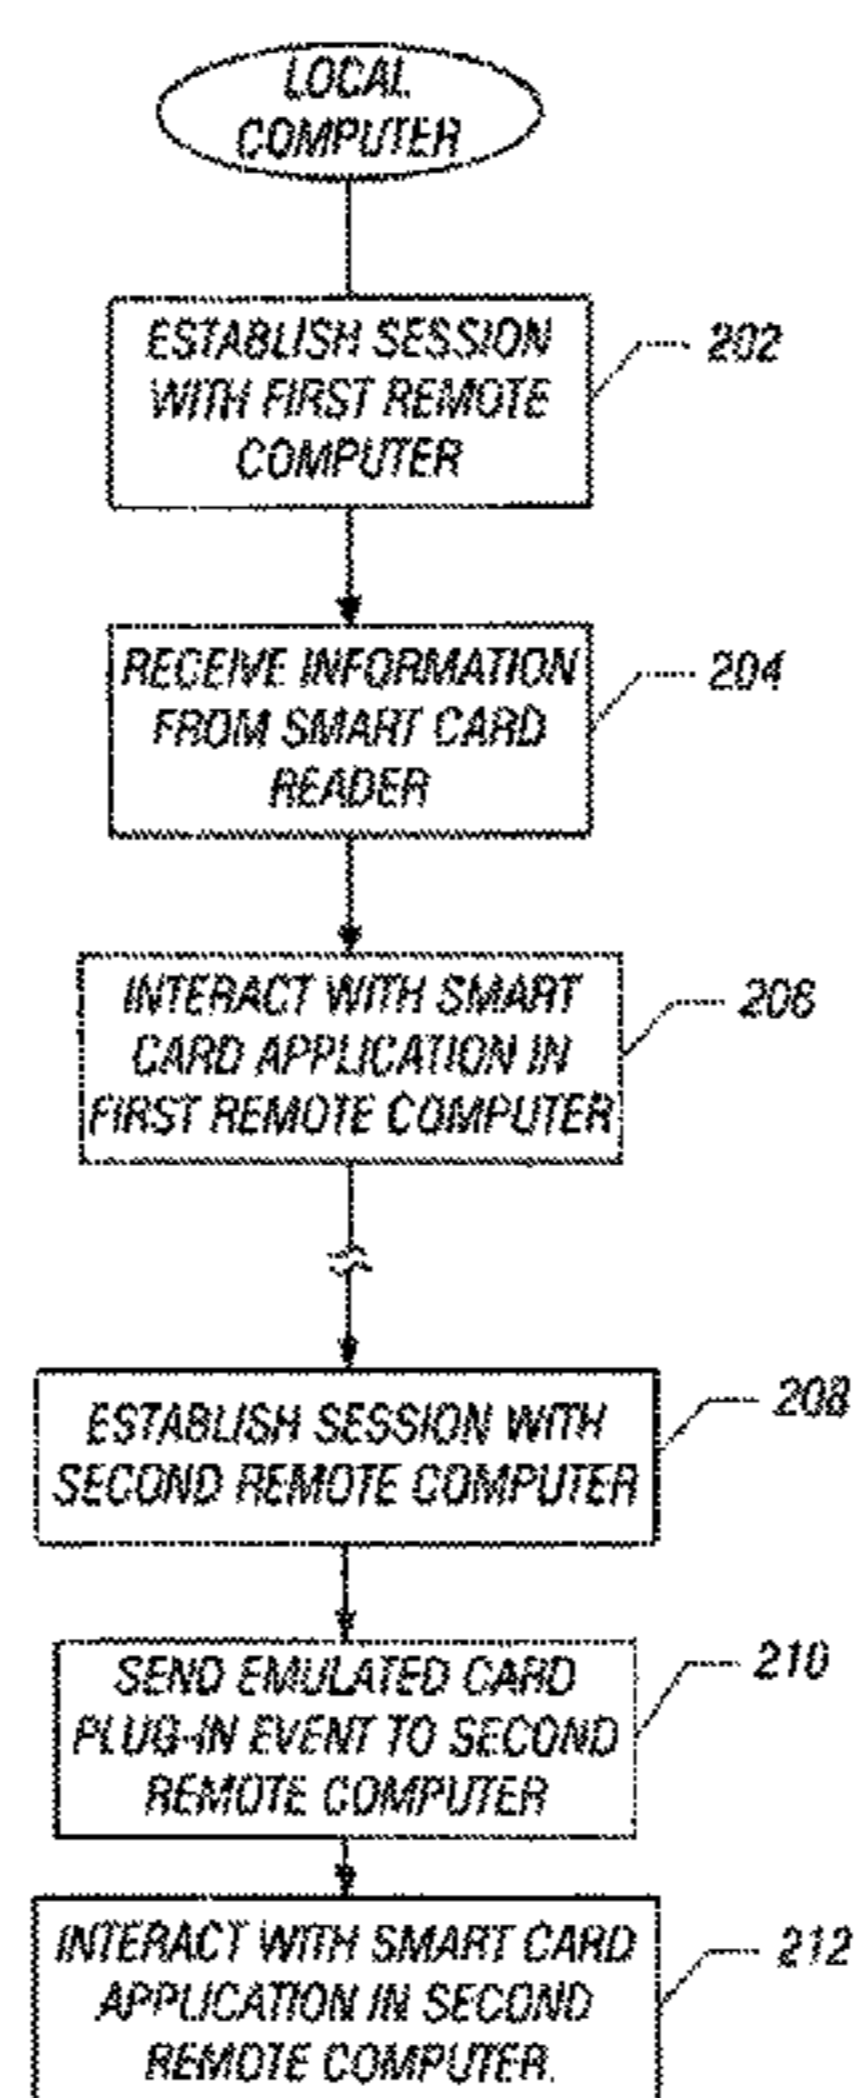 LOCAL
COMPUTER
ESTABLISH SESSION
WITH FIRST REMOTE
COMPUTER
202
RECEIVE INFORMATION
FROM SMART CARD
READER
204
INTERACT WITH SMART
CARD APPLICATION IN
FIRST REMOTE COMPUTER
206
ESTABLISH SESSION WITH
SECOND REMOTE COMPUTER
208
SEND EMULATED CARD
PLUG-IN EVENT TO SECOND
REMOTE COMPUTER
210
INTERACT WITH SMART CARD
APPLICATION IN SECOND
REMOTE COMPUTER.
212